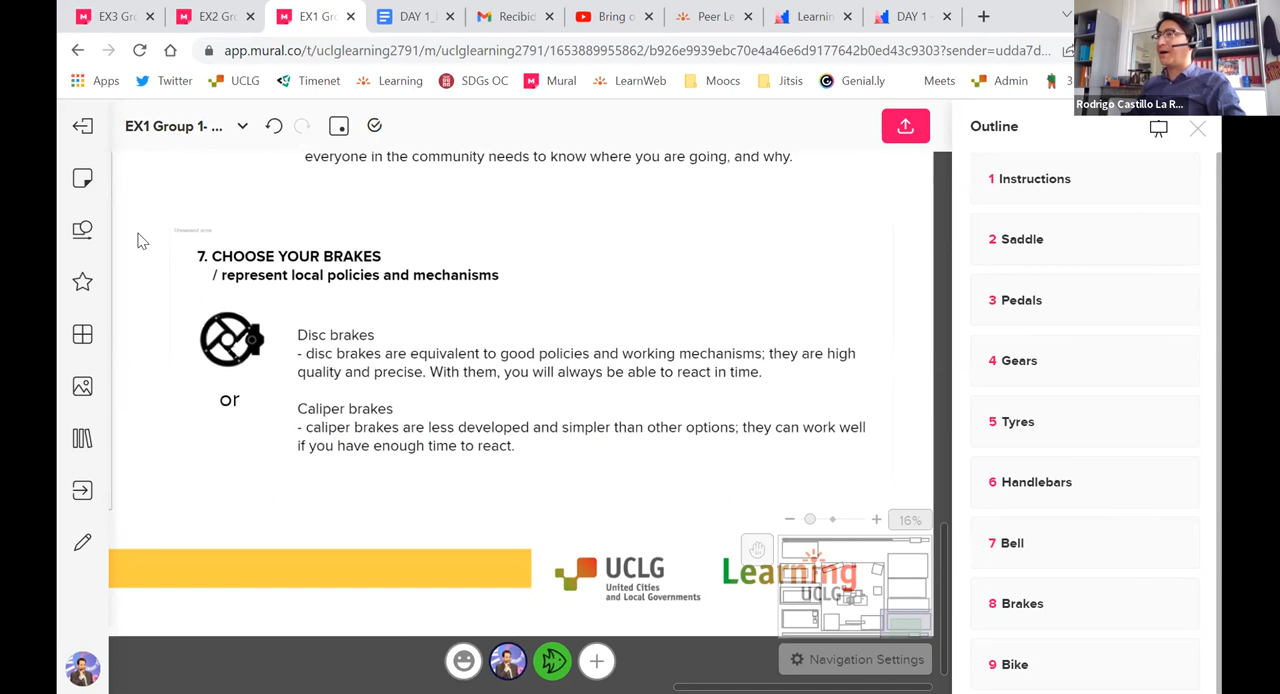 EX3 Gr
EX2 Gr
EX1 Gr
DAY 1_
Recibid
Bring o
Peer Le
Learnin
DAY 1 -
app.mural.co/t/uclglearning2791/m/uclglearning2791/1653889955862/b926e9939ebc70e4a46e6d9177642b0ed43c9303?sender=udda7d...
Apps
Twitter
UCLG
Timenet
Learning
SDGs OC
Mural
LearnWeb
Moocs
Jitsis
Genial.ly
Meets
Admin
3
Rodrigo Castillo La R...
EX1 Group 1- ...
Outline
everyone in the community needs to know where you are going, and why.
7. CHOOSE YOUR BRAKES
/ represent local policies and mechanisms
Disc brakes
- disc brakes are equivalent to good policies and working mechanisms; they are high
quality and precise. With them, you will always be able to react in time.
or
Caliper brakes
- caliper brakes are less developed and simpler than other options; they can work well
if you have enough time to react.
16%
UCLG
United Cities
and Local Governments
Learning
UCLG
Navigation Settings
1 Instructions
2 Saddle
3 Pedals
4 Gears
5 Tyres
6 Handlebars
7 Bell
8 Brakes
9 Bike